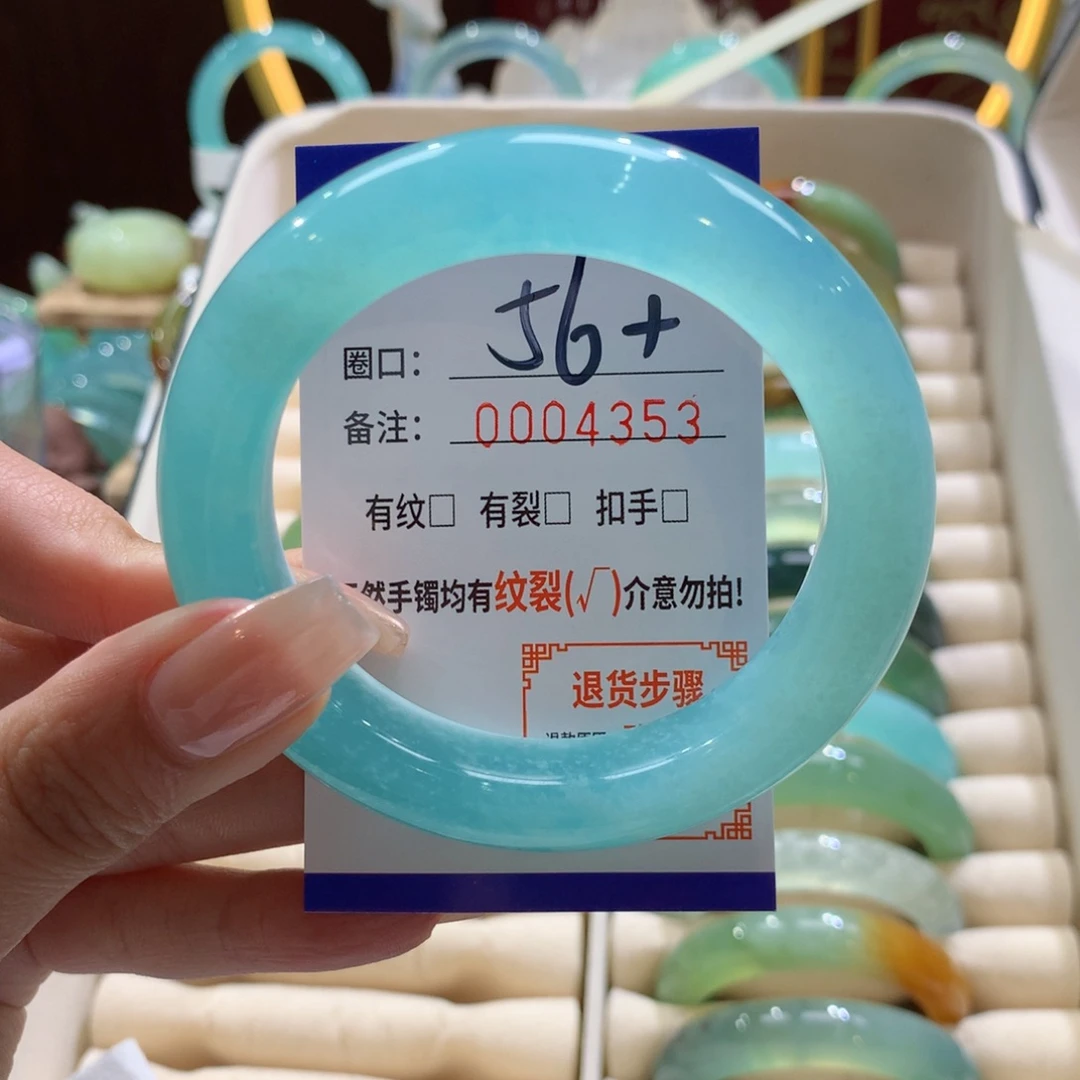 圈口: 56+
备注: 0004353
有纹□ 有裂□ 扣手□
然手镯均有纹裂(√)介意勿拍!
退货步骤